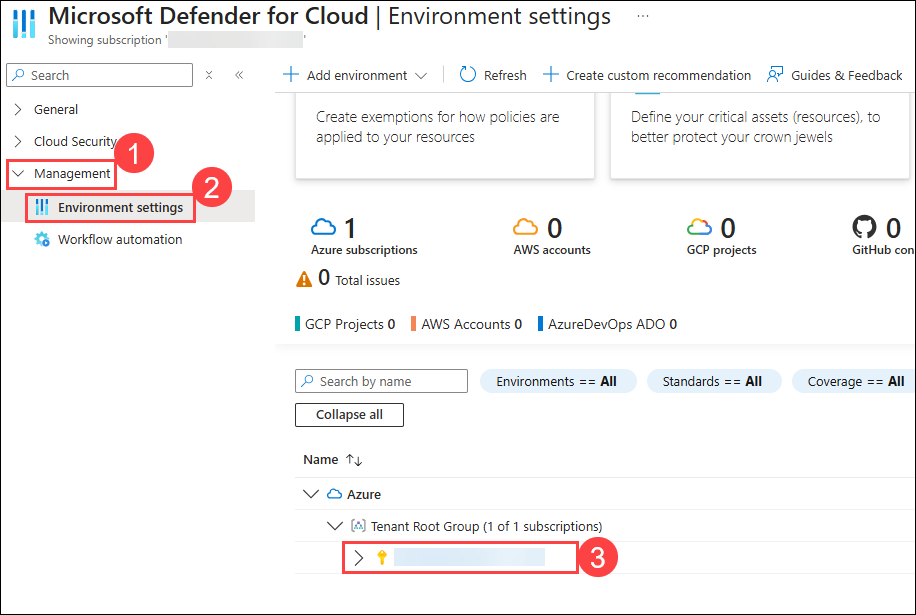 Microsoft Defender for Cloud | Environment settings ...
Showing subscription ' '
Search
General
Cloud Security
Management
1
Environment settings
2
Workflow automation
Add environment
Refresh
Create custom recommendation
Guides & Feedback
Create exemptions for how policies are
applied to your resources
Define your critical assets (resources), to
better protect your crown jewels
1
Azure subscriptions
0
AWS accounts
0
GCP projects
0
GitHub con
0 Total issues
GCP Projects 0
AWS Accounts 0
AzureDevOps ADO 0
Search by name
Environments == All
Standards == All
Coverage == All
Collapse all
Name
Azure
Tenant Root Group (1 of 1 subscriptions)
3